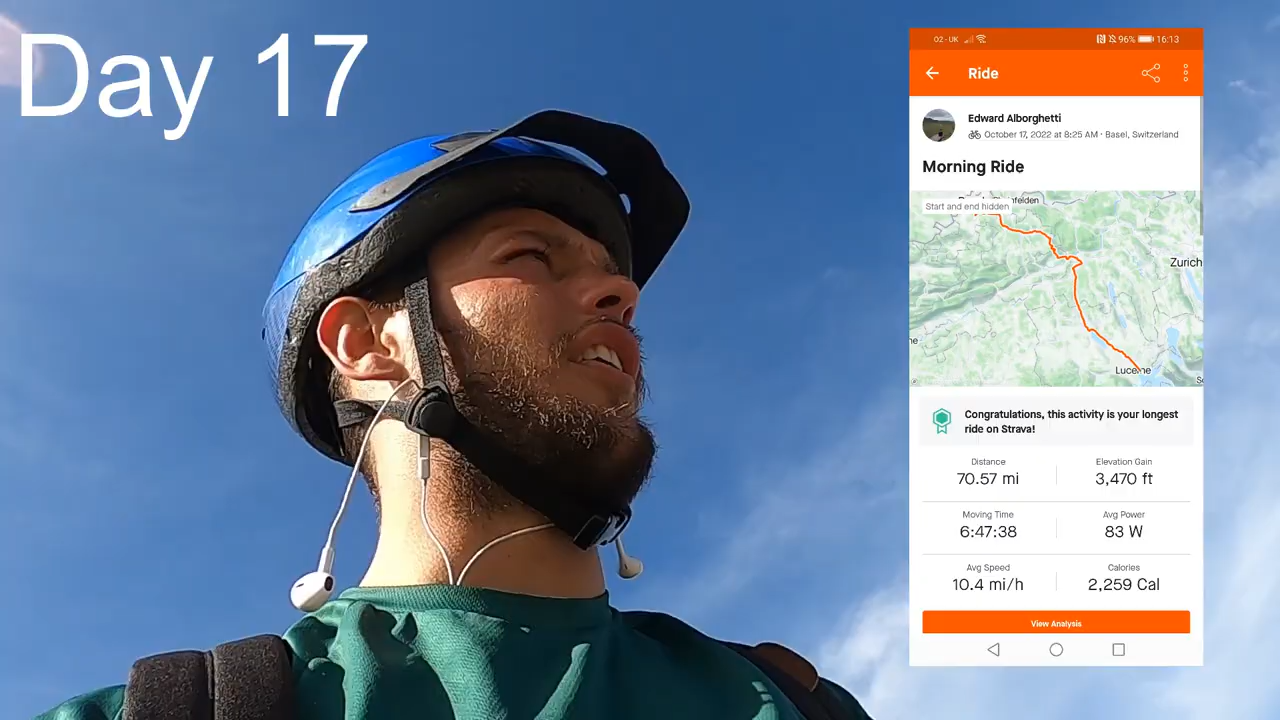 Day 17
O2 - UK
96%
16:13
Ride
Edward Alborghetti
October 17, 2022 at 8:25 AM · Basel, Switzerland
Morning Ride
Start and end hidden
Zurich
Lucerne
Congratulations, this activity is your longest
ride on Strava!
Distance
Elevation Gain
70.57 mi
3,470 ft
Moving Time
Avg Power
6:47:38
83 W
Avg Speed
Calories
10.4 mi/h
2,259 Cal
View Analysis